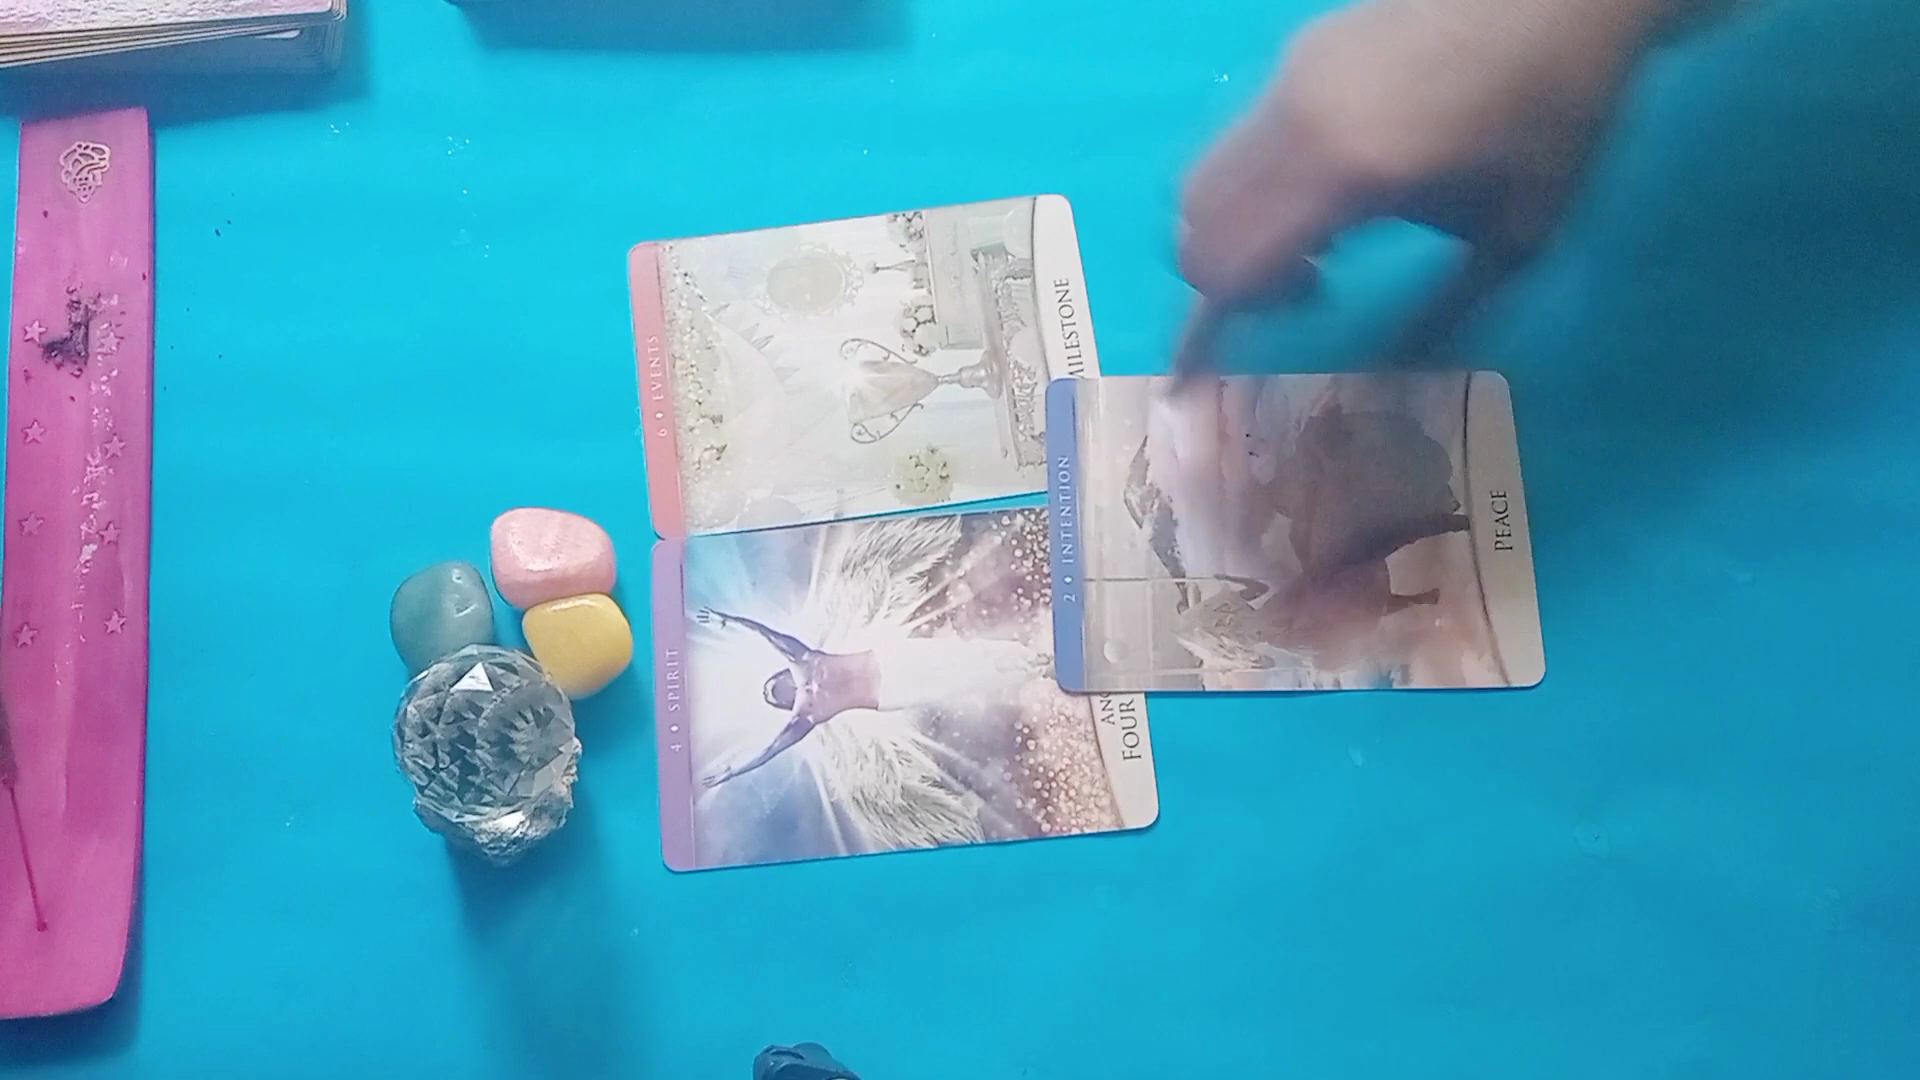 6 ♦ EVENTS
MILESTONE
2 ♦ INTENTION
PEACE
4 ♦ SPIRIT
FOUR